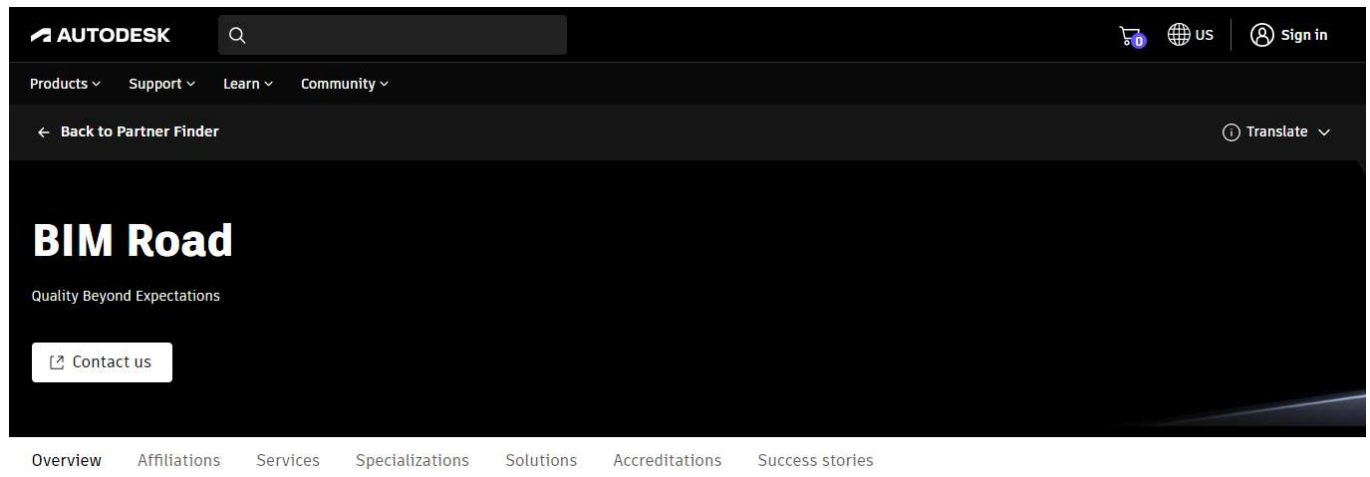 AUTODESK
0 US Sign in
Products Support Learn Community
Back to Partner Finder Translate
BIM Road
Quality Beyond Expectations
Contact us
Overview Affiliations Services Specializations Solutions Accreditations Success stories